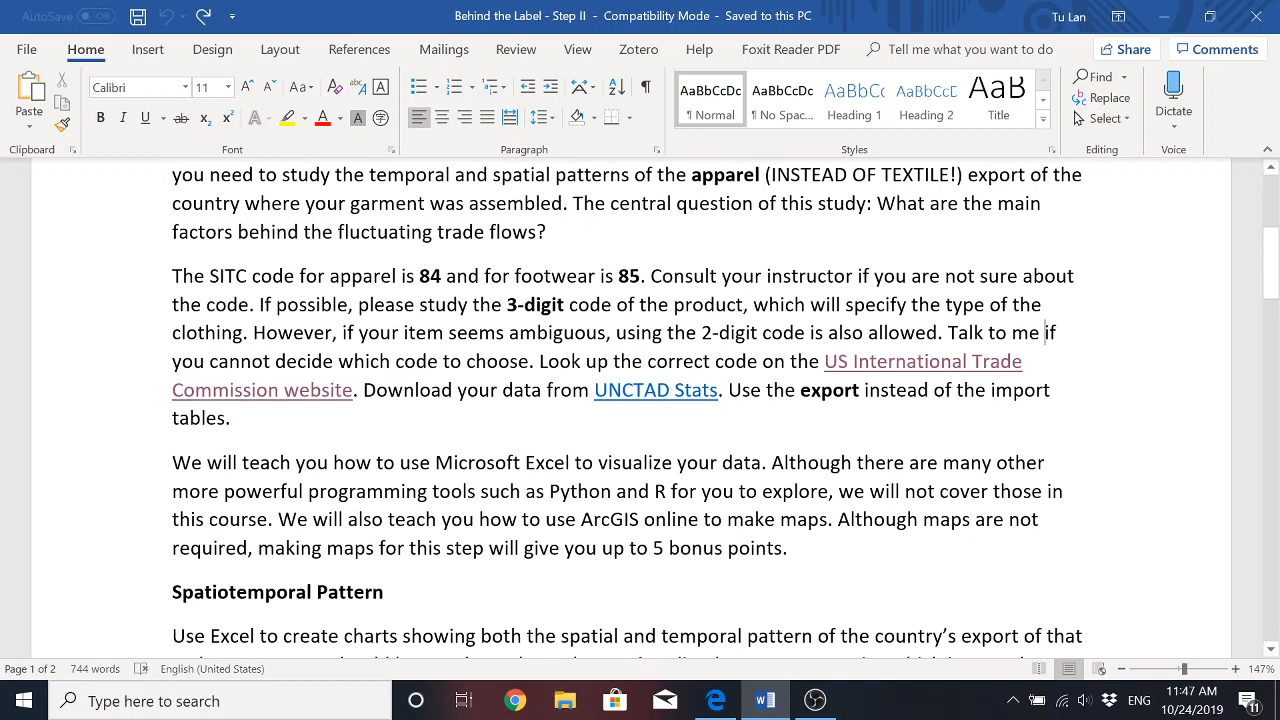 AutoSave Off
Behind the Label - Step II - Compatibility Mode - Saved to this PC
Tu Lan
File Home Insert Design Layout References Mailings Review View Zotero Help Foxit Reader PDF Tell me what you want to do Share Comments
Paste
Calibri 11
AaBbCcDc AaBbCcDc AaBbCc AaBbCcD AaB
¶ Normal ¶ No Spac... Heading 1 Heading 2 Title
Find
Replace
Select
Dictate
Clipboard Font Paragraph Styles Editing Voice
you need to study the temporal and spatial patterns of the apparel (INSTEAD OF TEXTILE!) export of the
country where your garment was assembled. The central question of this study: What are the main
factors behind the fluctuating trade flows?
The SITC code for apparel is 84 and for footwear is 85. Consult your instructor if you are not sure about
the code. If possible, please study the 3-digit code of the product, which will specify the type of the
clothing. However, if your item seems ambiguous, using the 2-digit code is also allowed. Talk to me if
you cannot decide which code to choose. Look up the correct code on the US International Trade
Commission website. Download your data from UNCTAD Stats. Use the export instead of the import
tables.
We will teach you how to use Microsoft Excel to visualize your data. Although there are many other
more powerful programming tools such as Python and R for you to explore, we will not cover those in
this course. We will also teach you how to use ArcGIS online to make maps. Although maps are not
required, making maps for this step will give you up to 5 bonus points.
Spatiotemporal Pattern
Use Excel to create charts showing both the spatial and temporal pattern of the country's export of that
Page 1 of 2 744 words English (United States) 147%
Type here to search
ENG
11:47 AM
10/24/2019
11